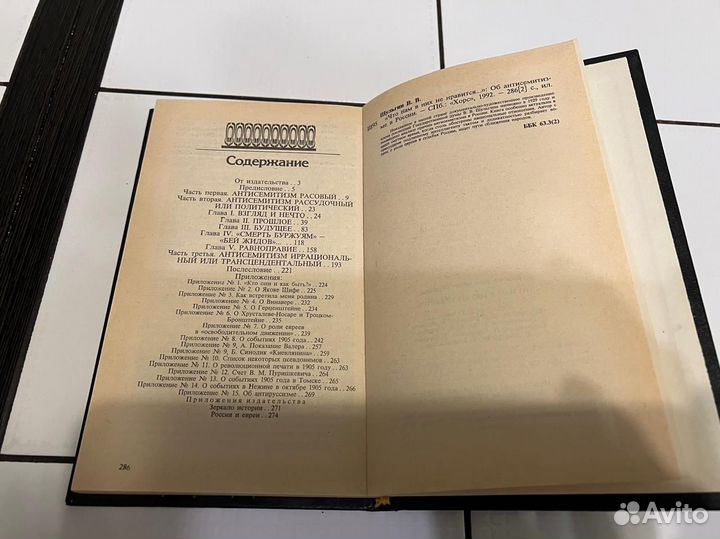 Содержание
От издательства . . 3
Предисловие . . 5
Часть первая. АНТИСЕМИТИЗМ РАСОВЫЙ . . 9
Часть вторая. АНТИСЕМИТИЗМ РАССУДОЧНЫЙ
ИЛИ ПОЛИТИЧЕСКИЙ . . 23
Глава I. ВЗГЛЯД И НЕЧТО . . 24
Глава II. ПРОШЛОЕ . . 39
Глава III. БУДУЩЕЕ . . 83
Глава IV. «СМЕРТЬ БУРЖУЯМ» —
«БЕЙ ЖИДОВ»... 118
Глава V. РАВНОПРАВИЕ . . 158
Часть третья. АНТИСЕМИТИЗМ ИРРАЦИОНАЛЬ-
НЫЙ ИЛИ ТРАНСЦЕНДЕНТАЛЬНЫЙ . . 193
Послесловие . . 221
Приложения:
Приложение № 1. «Кто они и как быть?» . . 224
Приложение № 2. О Якове Шифе . . 229
Приложение № 3. Как встретила меня родина . . 230
Приложение № 4. О Винавере . . 232
Приложение № 5. О Герценштейне . . 234
Приложение № 6. О Хрусталеве-Носаре и Троцком-
Бронштейне . . 235
Приложение № 7. О роли евреев
в «освободительном движении» . . 239
Приложение № 8. О событиях 1905 года . . 242
Приложение № 9, А. Показание Валера . .
Приложение № 9, Б. Синодик «Киевлянина» . . 263
Приложение № 10. Список некоторых псевдонимов . . 263
Приложение № 11. О революционной печати в 1905 году . . 263
Приложение № 12. Счет В. М. Пуришкевича . . 264
Приложение № 13. О событиях 1905 года в Томске . . 264
Приложение № 14. О событиях в Нежине в октябре 1905 года . . 266
Приложение № 15. Об антируссизме . . 269
Приложения издательства
Зеркало истории . . 271
Россия и евреи . . 274
286
Шульгин В. В.
«Что нам в них не нравится...»: Об антисемитиз-
ме в России. — СПб.: «Хорс», 1992. — 286(2) с., ил.
ББК 63.3(2)
Avito